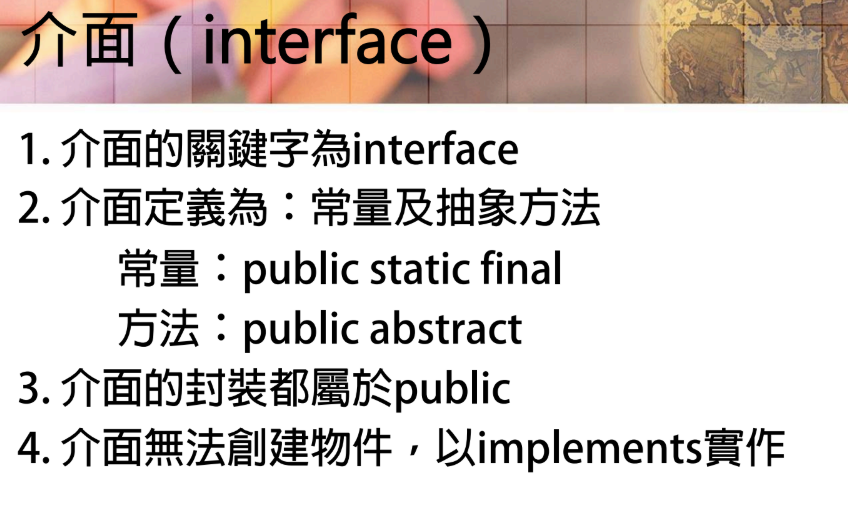 介面（interface）
1. 介面的關鍵字為interface
2. 介面定義為：常量及抽象方法
常量：public static final
方法：public abstract
3. 介面的封裝都屬於public
4. 介面無法創建物件，以implements實作